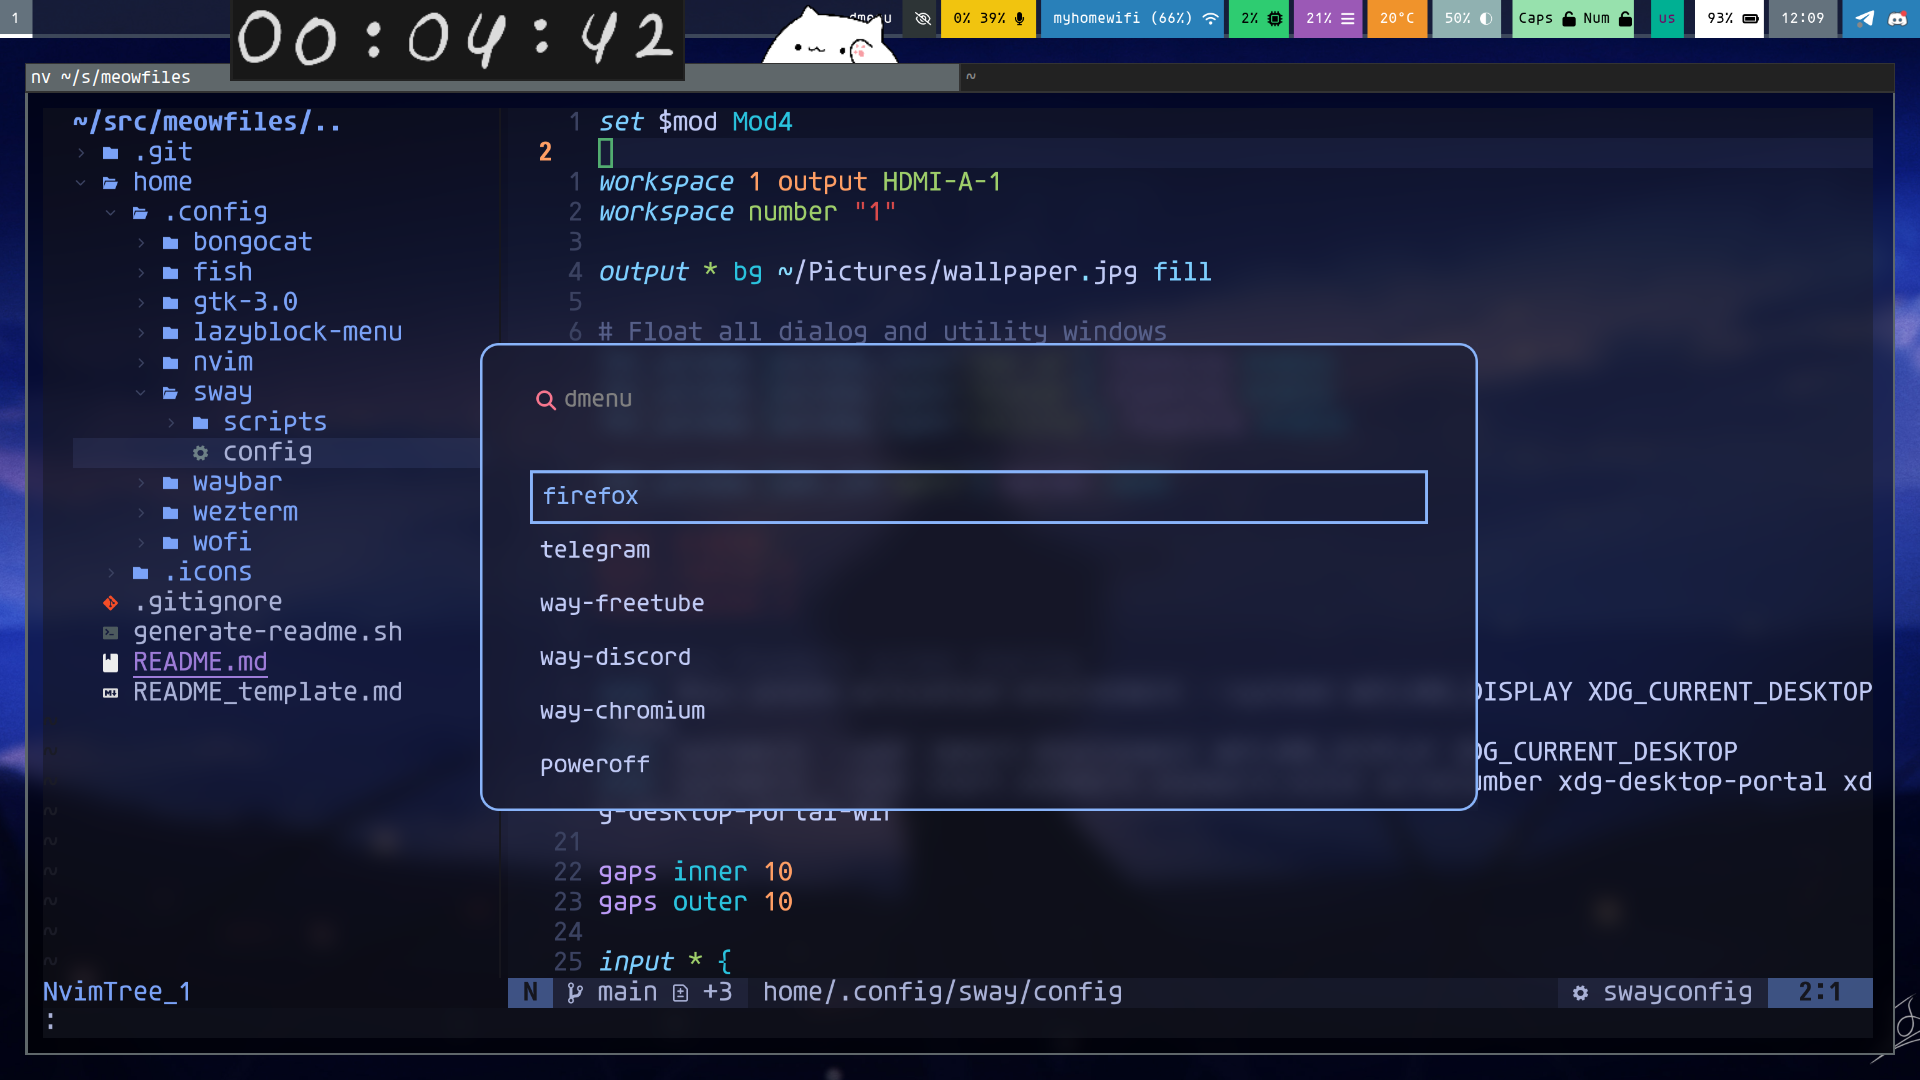 1
00:04:42
dmenu
0% 39%
myhomewifi (66%)
2%
21%
20°C
50%
Caps Num
us
93%
12:09
nv ~/s/meowfiles
~
~/src/meowfiles/..
.git
home
.config
bongocat
fish
gtk-3.0
lazyblock-menu
nvim
sway
scripts
config
waybar
wezterm
wofi
.icons
.gitignore
generate-readme.sh
README.md
README_template.md
1 set $mod Mod4
2
1 workspace 1 output HDMI-A-1
2 workspace number "1"
3
4 output * bg ~/Pictures/wallpaper.jpg fill
5
6 # Float all dialog and utility windows
dmenu
firefox
telegram
way-freetube
way-discord
way-chromium
poweroff
DISPLAY XDG_CURRENT_DESKTOP
XDG_CURRENT_DESKTOP
mber xdg-desktop-portal xd
g-desktop-portal-wlr
21
22 gaps inner 10
23 gaps outer 10
24
25 input * {
NvimTree_1
N main +3 home/.config/sway/config
swayconfig 2:1
: